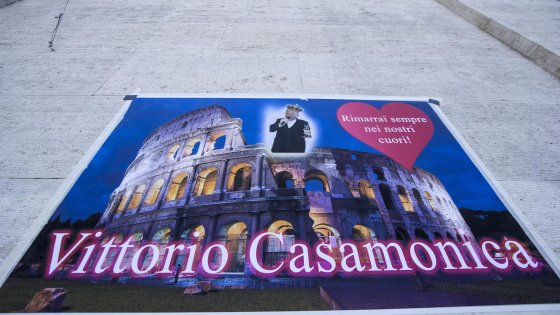 Rimarrai sempre
nei nostri
cuori!
Vittorio Casamonica